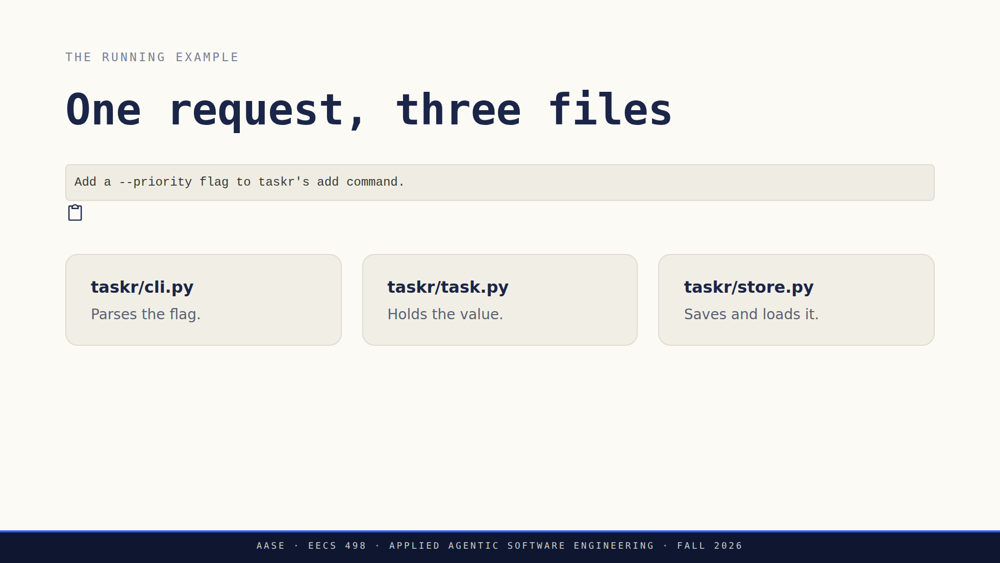 THE RUNNING EXAMPLE
One request, three files
Add a --priority flag to taskr's add command.
taskr/cli.py
Parses the flag.
taskr/task.py
Holds the value.
taskr/store.py
Saves and loads it.
AASE · EECS 498 · APPLIED AGENTIC SOFTWARE ENGINEERING · FALL 2026